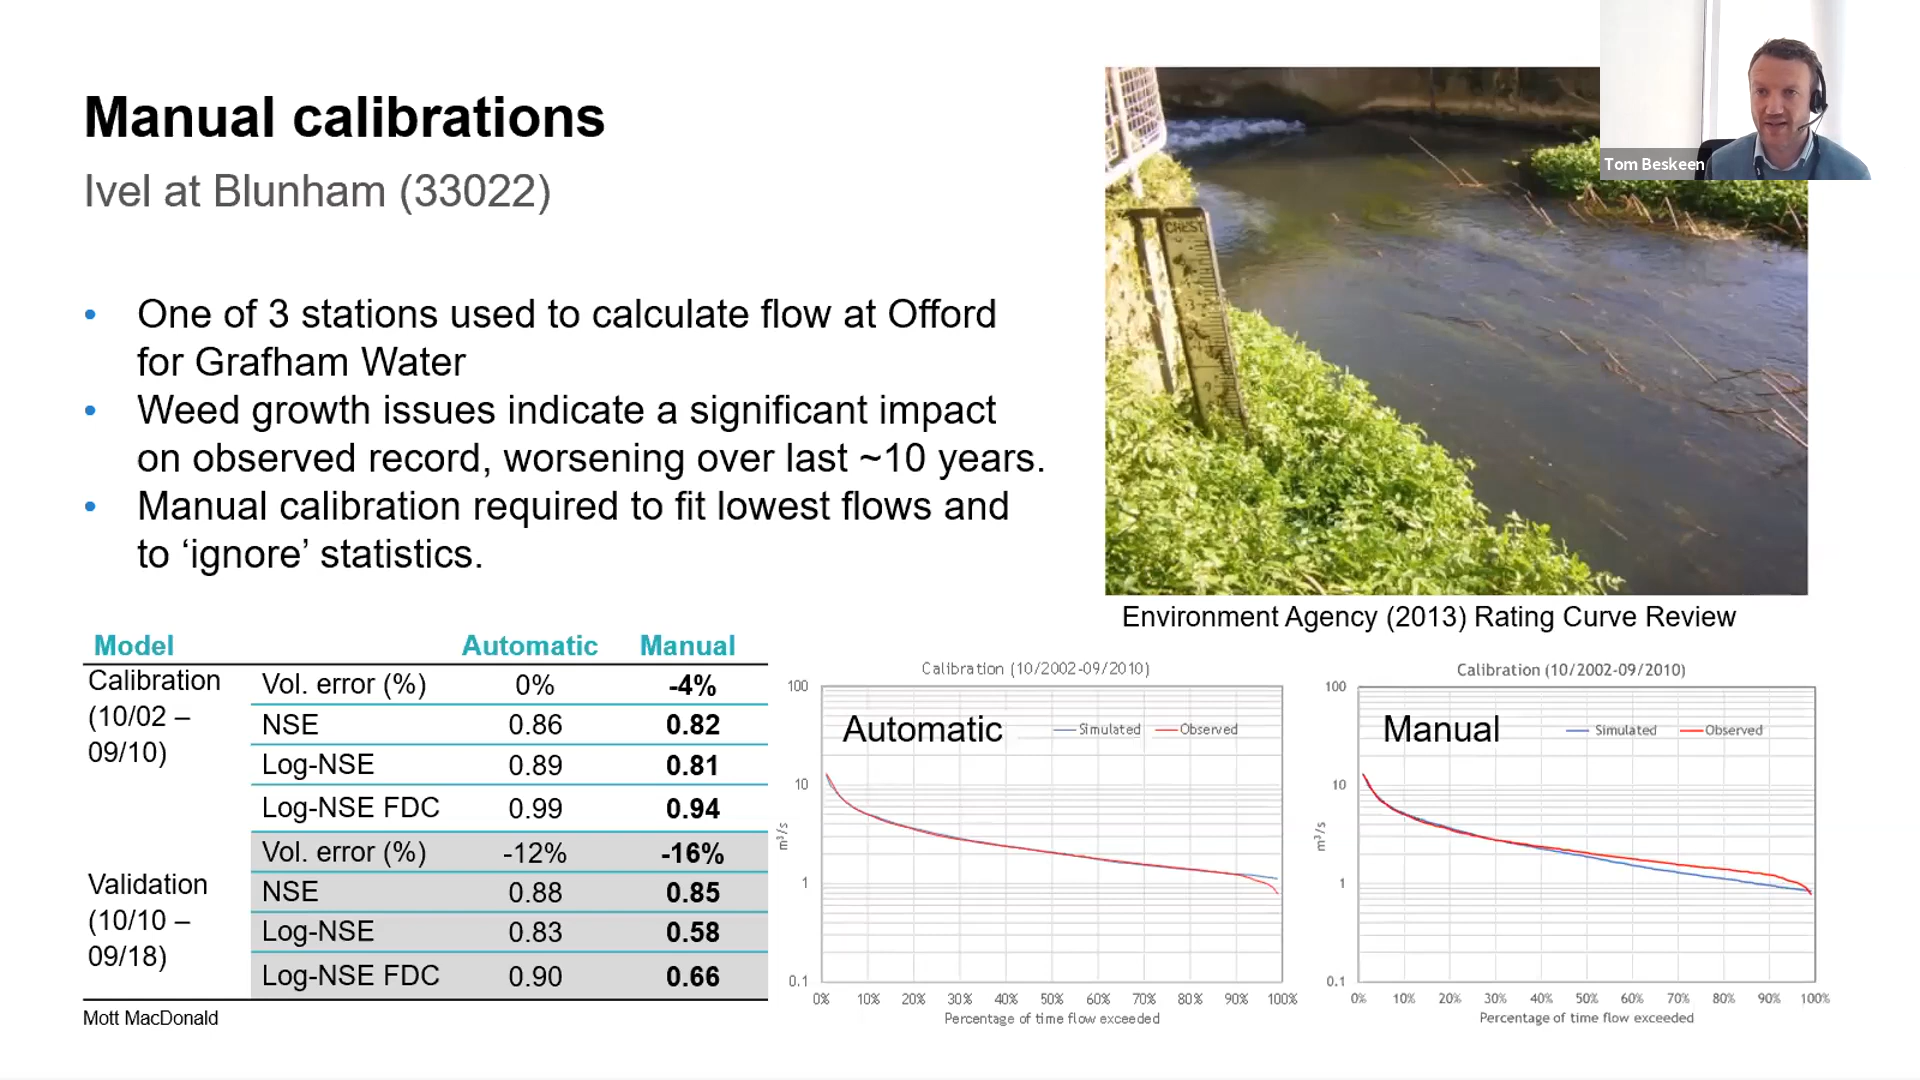 Manual calibrations
Ivel at Blunham (33022)
• One of 3 stations used to calculate flow at Offord
for Grafham Water
• Weed growth issues indicate a significant impact
on observed record, worsening over last ~10 years.
• Manual calibration required to fit lowest flows and
to ‘ignore’ statistics.
Tom Beskeen
CHEST
Environment Agency (2013) Rating Curve Review
Model Automatic Manual
Calibration
(10/02 –
09/10)
Vol. error (%) 0% -4%
NSE 0.86 0.82
Log-NSE 0.89 0.81
Log-NSE FDC 0.99 0.94
Validation
(10/10 –
09/18)
Vol. error (%) -12% -16%
NSE 0.88 0.85
Log-NSE 0.83 0.58
Log-NSE FDC 0.90 0.66
Mott MacDonald
Calibration (10/2002-09/2010)
Automatic
Simulated Observed
100
10
1
0.1
m³/s
0% 10% 20% 30% 40% 50% 60% 70% 80% 90% 100%
Percentage of time flow exceeded
Calibration (10/2002-09/2010)
Manual
Simulated Observed
100
10
1
0.1
m³/s
0% 10% 20% 30% 40% 50% 60% 70% 80% 90% 100%
Percentage of time flow exceeded